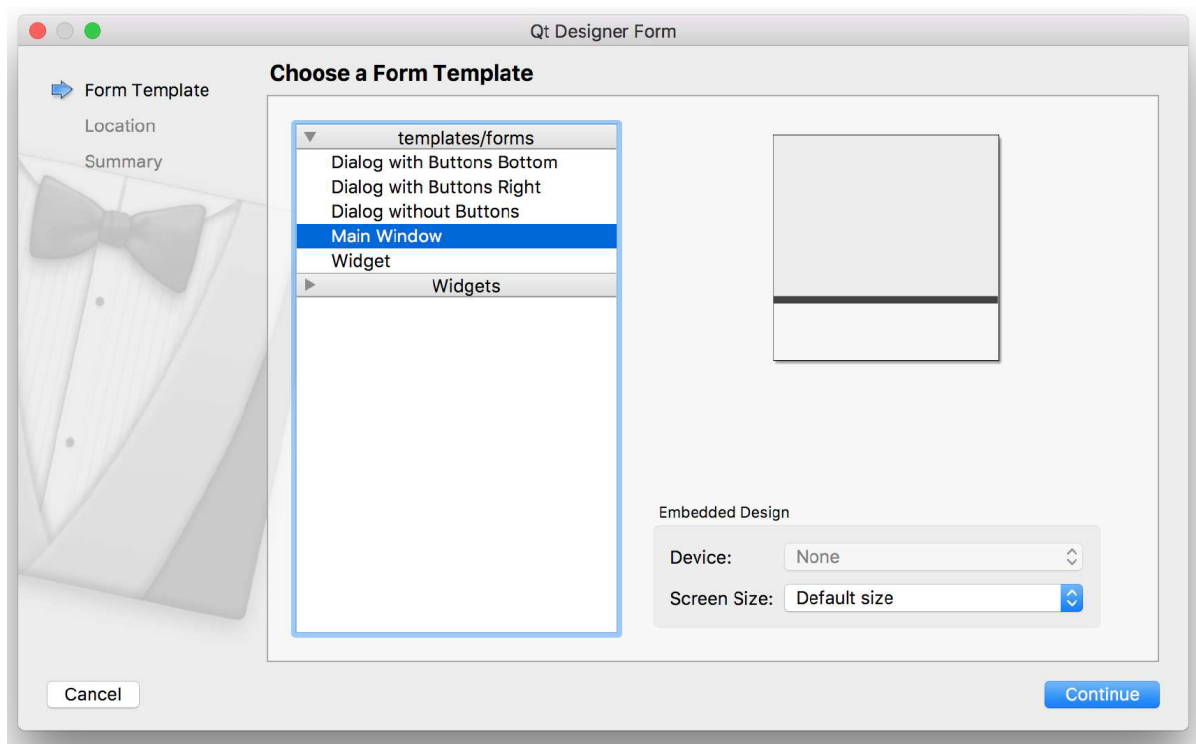 Qt Designer Form
Form Template
Location
Summary
Choose a Form Template
templates/forms
Dialog with Buttons Bottom
Dialog with Buttons Right
Dialog without Buttons
Main Window
Widget
Widgets
Embedded Design
Device: None
Screen Size: Default size
Cancel
Continue